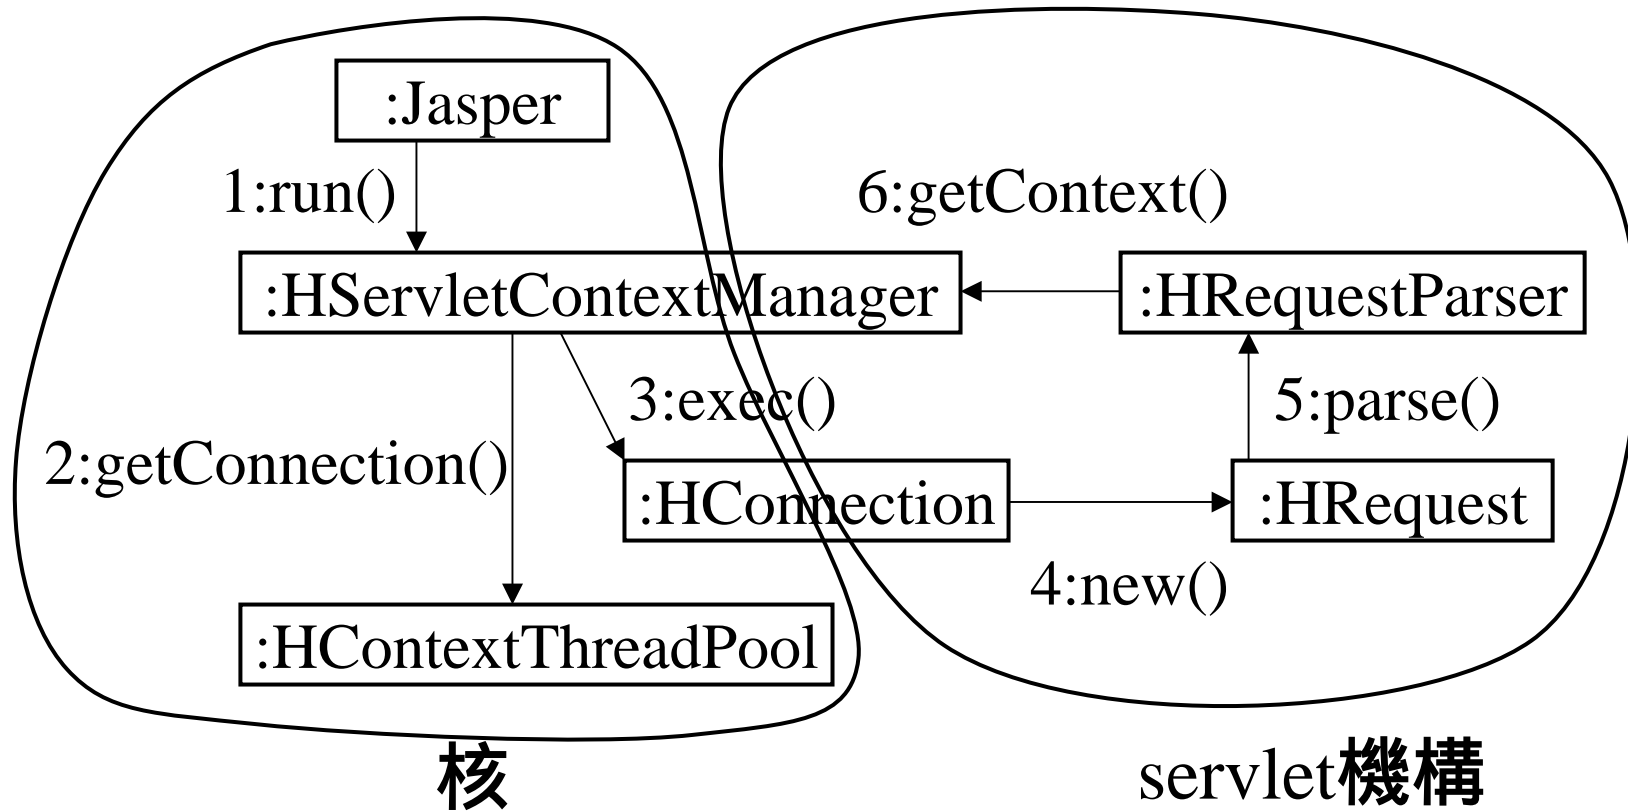 :Jasper
1:run()
6:getContext()
:HServletContextManager
:HRequestParser
3:exec()
5:parse()
2:getConnection()
:HConnection
:HRequest
4:new()
:HContextThreadPool
核
servlet機構